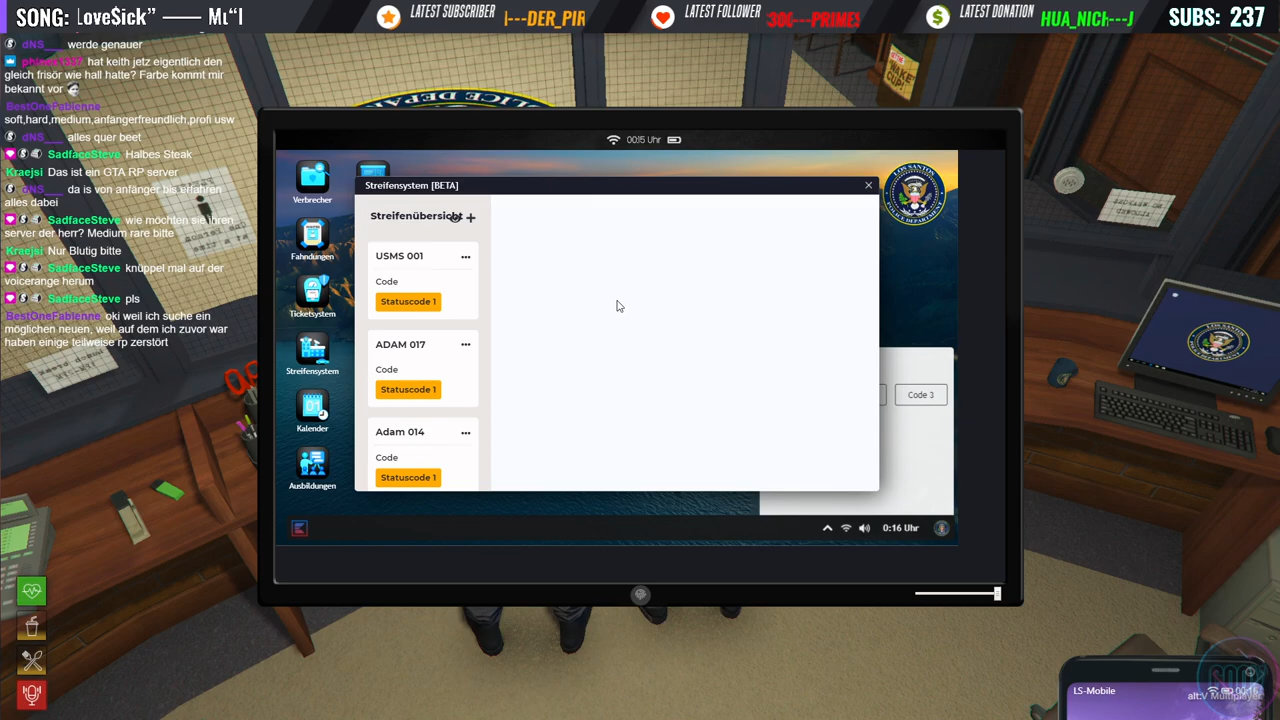 SONG: Love$ick” —— Mu“I
LATEST SUBSCRIBER
LATEST FOLLOWER
LATEST DONATION
HUA_NICH---J
SUBS: 237
dNS___ werde genauer
hat keith jetz eigentlich den
gleich frisör wie hall hatte? Farbe kommt mir
bekannt vor
BestOneFabienne
soft,hard,medium,anfängerfreundlich,profi usw
dNS___ alles quer beet
SadfaceSteve Halbes Steak
Kraejsi Das ist ein GTA RP server
dNS___ da is von anfänger bis erfahren
alles dabei
SadfaceSteve wie möchten sie ihren
server der herr? Medium rare bitte
Kraejsi Nur Blutig bitte
SadfaceSteve knüppel mal auf der
voicerange herum
SadfaceSteve pls
BestOneFabienne oki weil ich suche ein
möglichen neuen, weil auf dem ich zuvor war
haben einige teilweise rp zerstört
00:15 Uhr
Verbrecher
Fahndungen
Ticketsystem
Streifensystem
Kalender
Ausbildungen
Streifensystem [BETA]
Streifenübersicht
USMS 001
Code
Statuscode 1
ADAM 017
Code
Statuscode 1
Adam 014
Code
Statuscode 1
Code 3
0:16 Uhr
LS-Mobile
alt:V Multiplayer